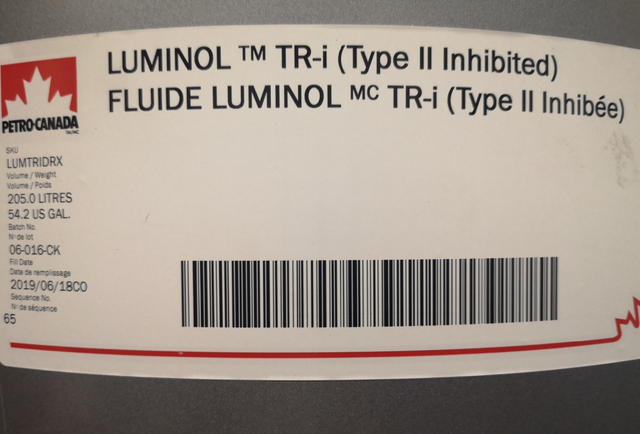 LUMINOL ™ TR-i (Type II Inhibited)
FLUIDE LUMINOL MC TR-i (Type II Inhibée)
PETRO-CANADA
SKU
LUMTRIDRX
Volume / Weight
Volume / Poids
205.0 LITRES
54.2 US GAL.
Batch No.
Nº de lot
06-016-CK
Fill Date
Date de remplissage
2019/06/18CO
Sequence No.
Nº de séquence
65